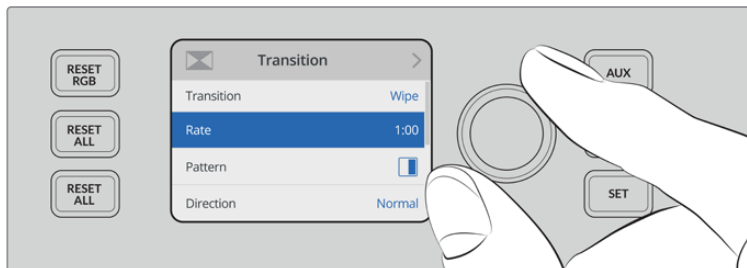 RESET
RGB
RESET
ALL
RESET
ALL
Transition
Transition Wipe
Rate 1:00
Pattern
Direction Normal
AUX
SET